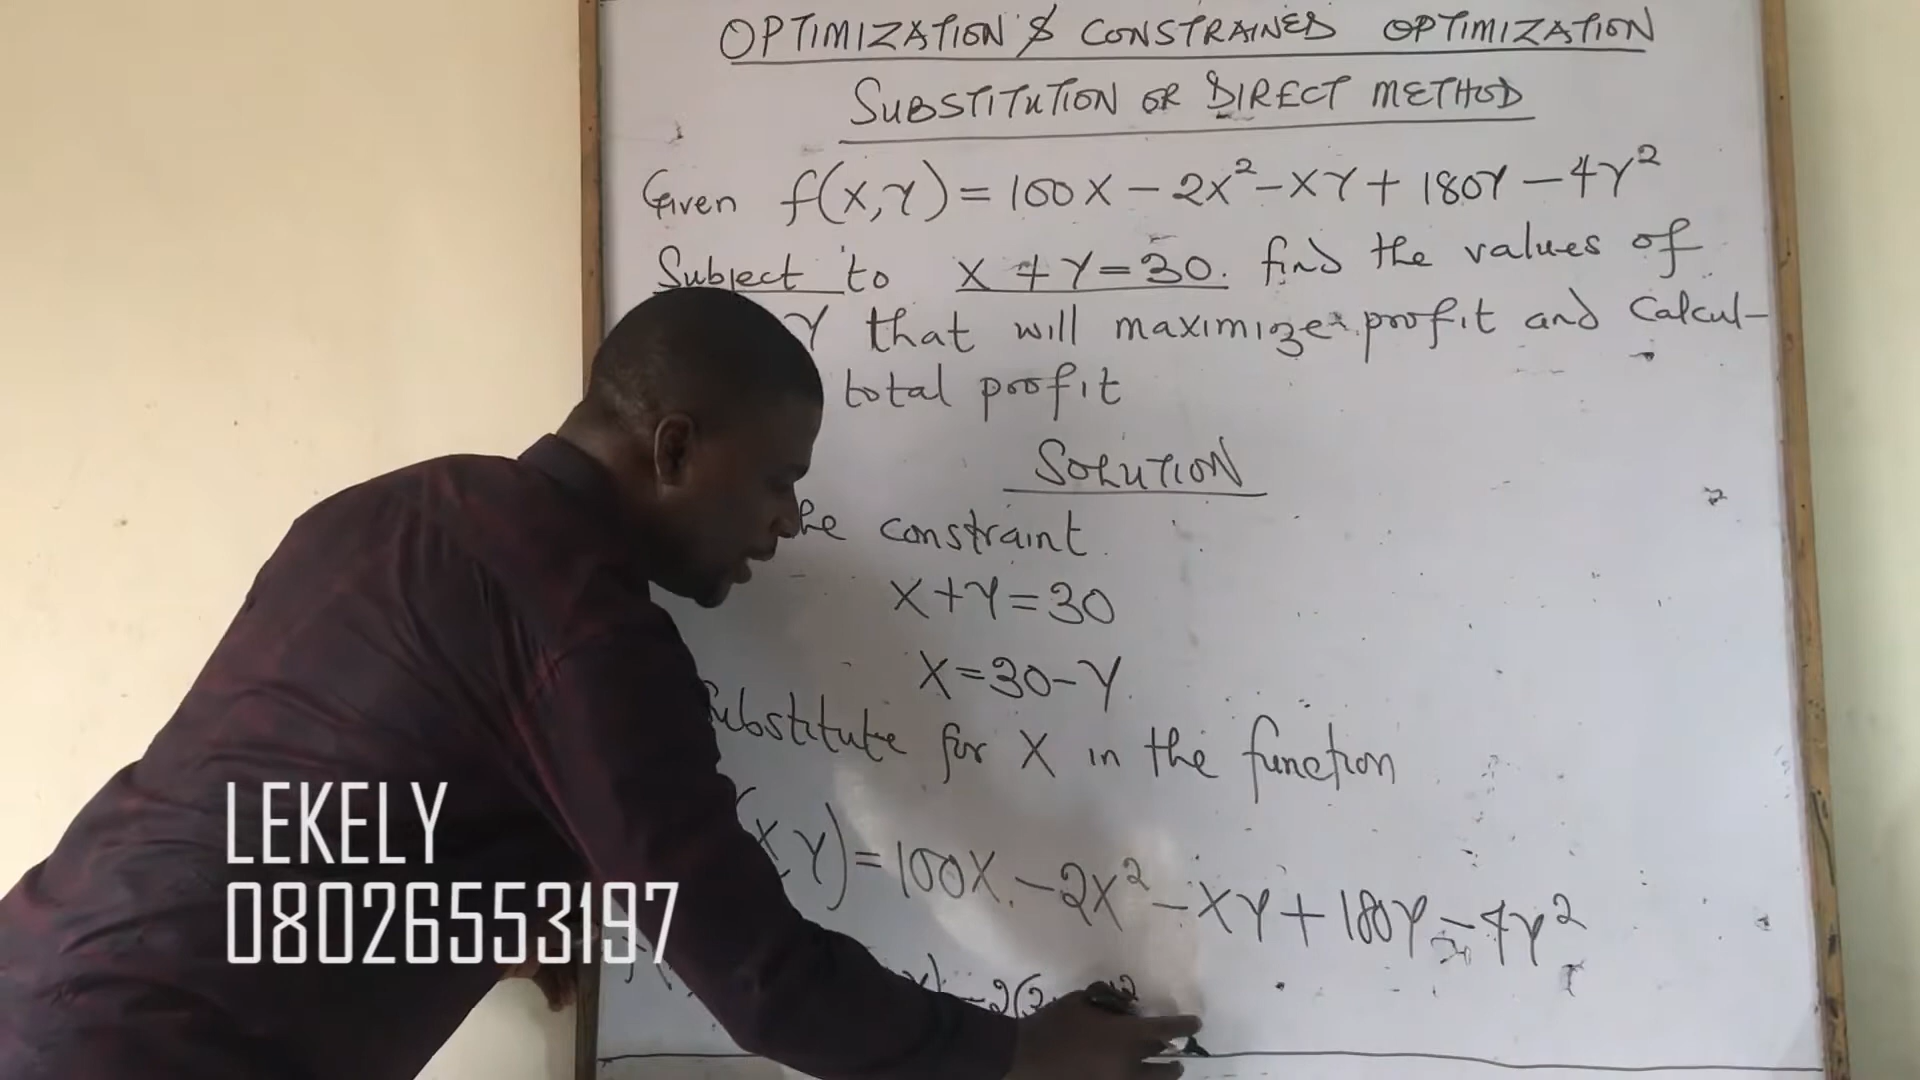 OPTIMIZATION & CONSTRAINED OPTIMIZATION
SUBSTITUTION OR DIRECT METHOD
Given f(x,y) = 100x - 2x² - xy + 180y - 4y²
Subject to x + y = 30. find the values of
y that will maximize profit and Calcul-
total profit
SOLUTION
constraint
x+y=30
x=30-y
Substitute for x in the function
x y) = 100x - 2x² - xy + 180y - 4y²
LEKELY
08026553197